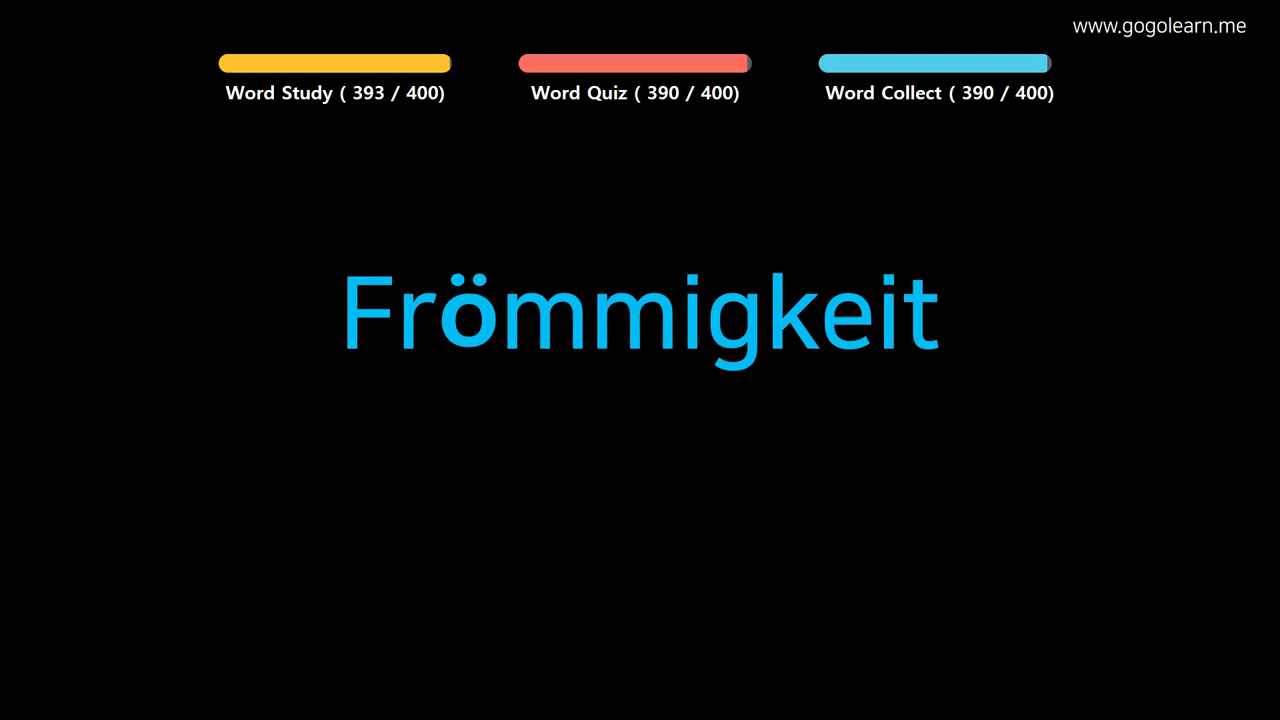 www.gogolearn.me
Word Study ( 393 / 400)
Word Quiz ( 390 / 400)
Word Collect ( 390 / 400)
Frömmigkeit